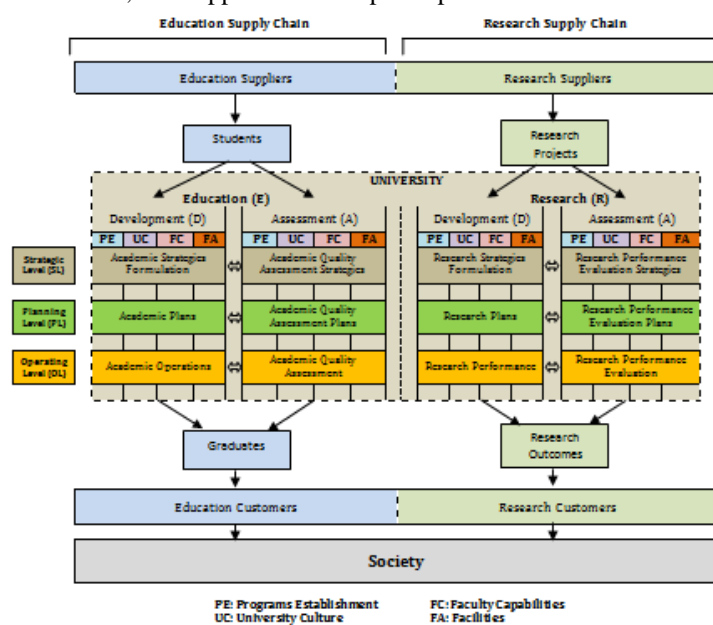 Education Supply Chain
Research Supply Chain
Education Suppliers
Research Suppliers
Students
Research
Projects
UNIVERSITY
Education (E)
Research (R)
Development (D)
Assessment (A)
Development (D)
Assessment (A)
PE UC FC FA
PE UC FC FA
PE UC FC FA
PE UC FC FA
Strategic
Level (SL)
Academic Strategies
Formulation
Academic Quality
Assessment Strategies
Research Strategies
Formulation
Research Performance
Evaluation Strategies
Planning
Level (PL)
Academic Plans
Academic Quality
Assessment Plans
Research Plans
Research Performance
Evaluation Plans
Operating
Level (OL)
Academic Operations
Academic Quality
Assessment
Research Performance
Research Performance
Evaluation
Graduates
Research
Outcomes
Education Customers
Research Customers
Society
PE: Programs Establishment
FC: Faculty Capabilities
UC: University Culture
FA: Facilities